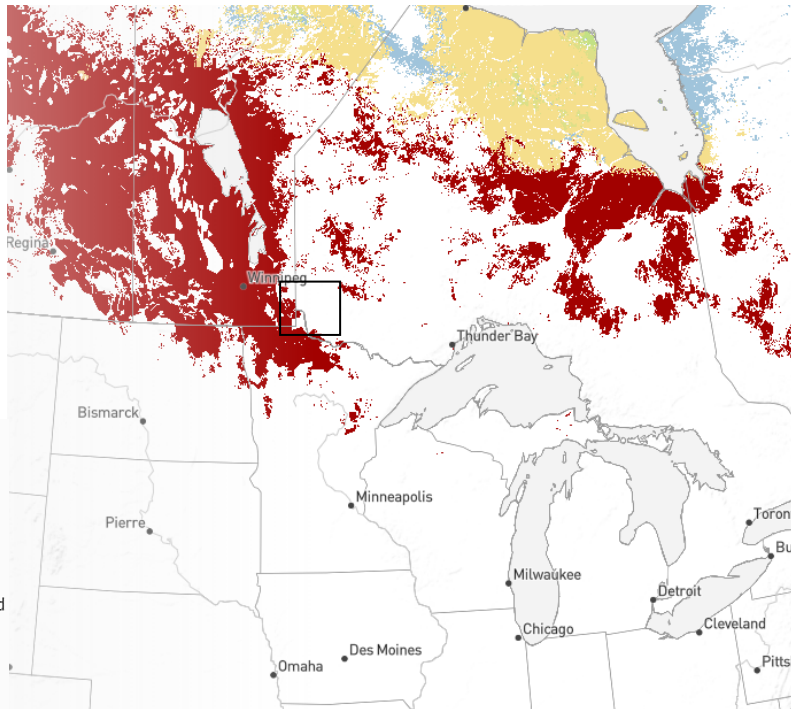 Regina
Winnipeg
Thunder Bay
Bismarck
Minneapolis
Pierre
Toron
Bu
Milwaukee
Detroit
Chicago
Cleveland
d
Des Moines
Omaha
Pitts